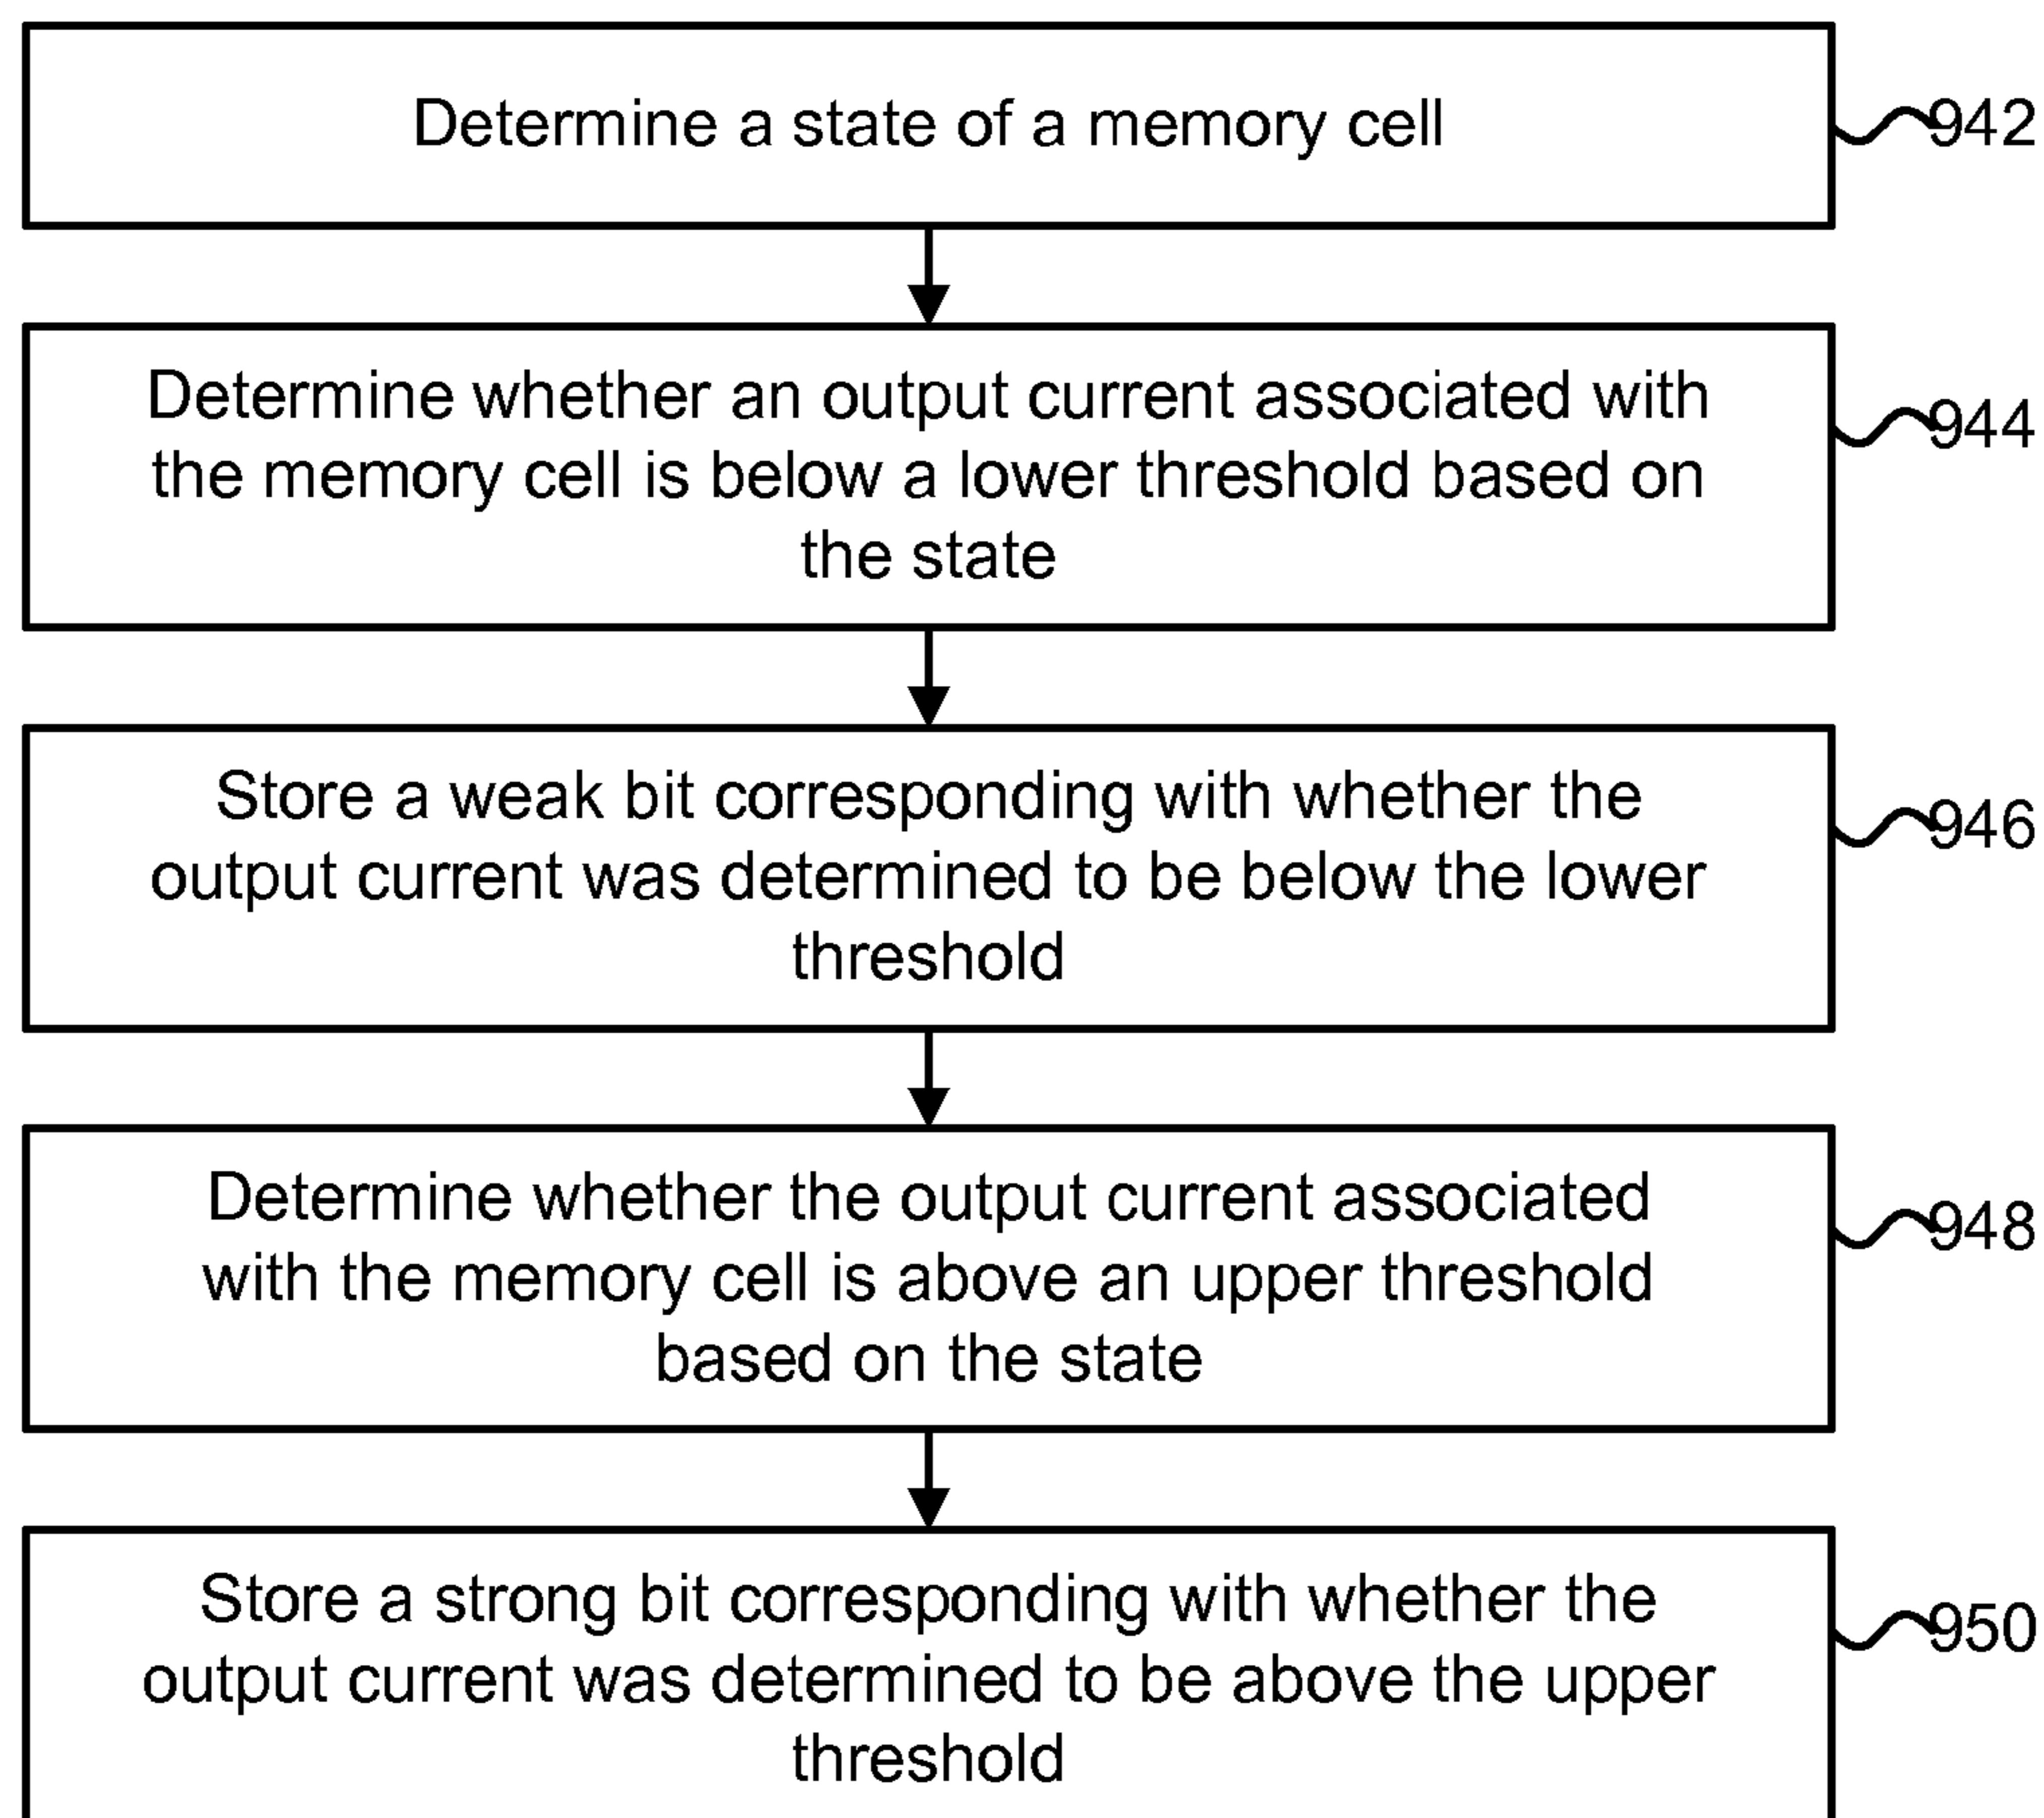 Determine a state of a memory cell
942
Determine whether an output current associated with
the memory cell is below a lower threshold based on
the state
944
Store a weak bit corresponding with whether the
output current was determined to be below the lower
threshold
946
Determine whether the output current associated
with the memory cell is above an upper threshold
based on the state
948
Store a strong bit corresponding with whether the
output current was determined to be above the upper
threshold
950